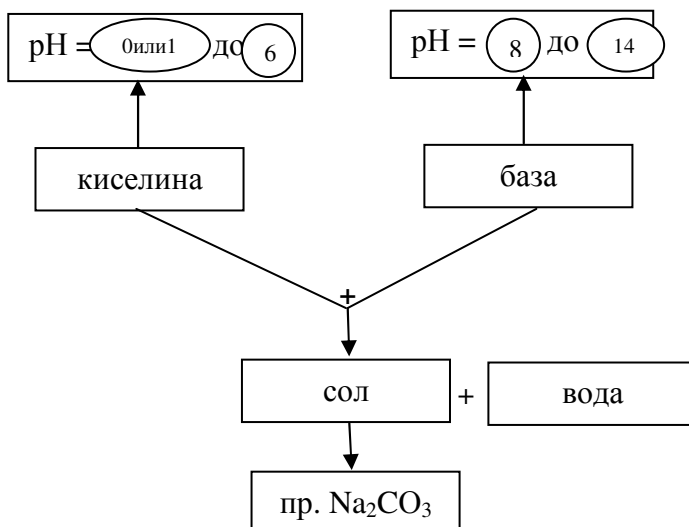 pH = 0или1 до 6
pH = 8 до 14
киселина
база
+
сол + вода
пр. Na₂CO₃